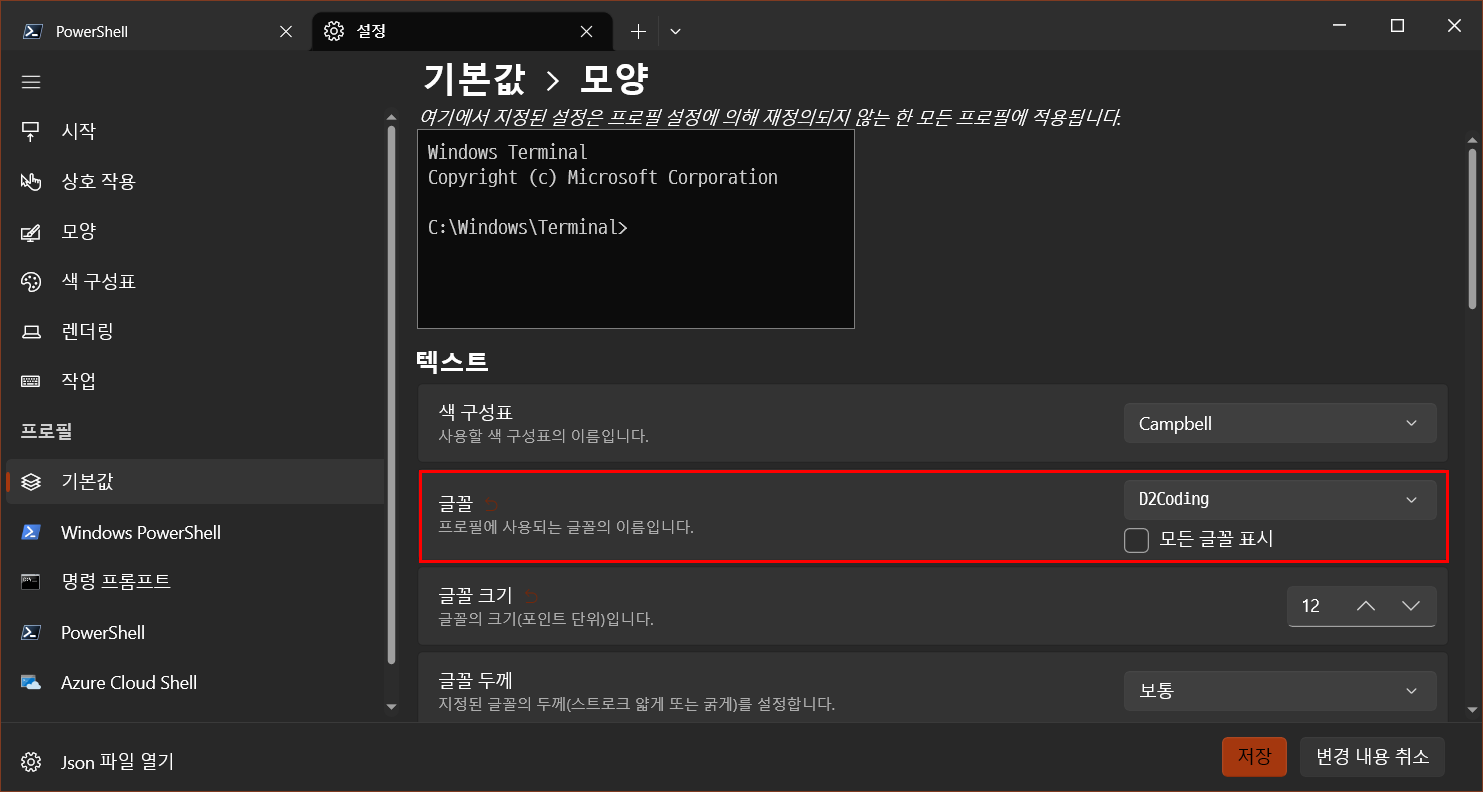 PowerShell
설정
기본값 > 모양
여기에서 지정된 설정은 프로필 설정에 의해 재정의되지 않는 한 모든 프로필에 적용됩니다.
시작
상호 작용
모양
색 구성표
렌더링
작업
프로필
기본값
Windows PowerShell
명령 프롬프트
PowerShell
Azure Cloud Shell
Json 파일 열기
Windows Terminal
Copyright (c) Microsoft Corporation
C:\Windows\Terminal>
텍스트
색 구성표
사용할 색 구성표의 이름입니다.
Campbell
글꼴
프로필에 사용되는 글꼴의 이름입니다.
D2Coding
모든 글꼴 표시
글꼴 크기
글꼴의 크기(포인트 단위)입니다.
12
글꼴 두께
지정된 글꼴의 두께(스트로크 얇게 또는 굵게)를 설정합니다.
보통
저장
변경 내용 취소